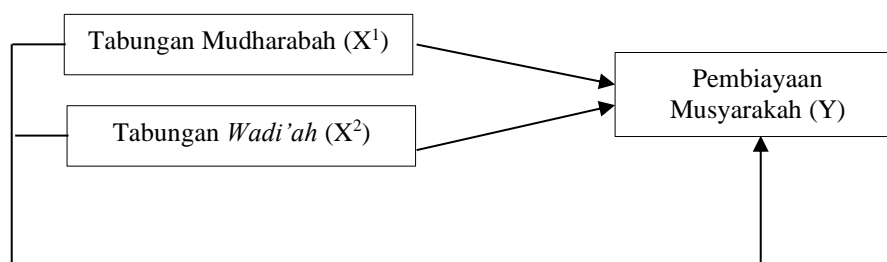 Tabungan Mudharabah (X¹)
Tabungan Wadi’ah (X²)
Pembiayaan
Musyarakah (Y)